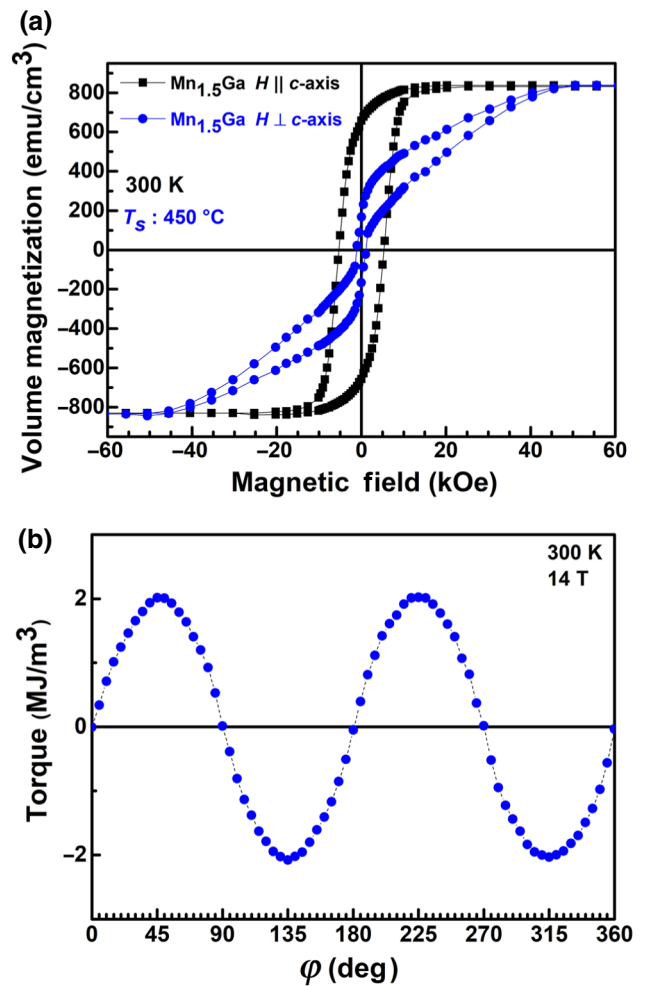 (a)
Mn1.5Ga H || c-axis
Mn1.5Ga H ⊥ c-axis
300 K
TS : 450 °C
Volume magnetization (emu/cm3)
800
600
400
200
0
−200
−400
−600
−800
−60 −40 −20 0 20 40 60
Magnetic field (kOe)
(b)
300 K
14 T
Torque (MJ/m3)
2
0
−2
0 45 90 135 180 225 270 315 360
φ (deg)